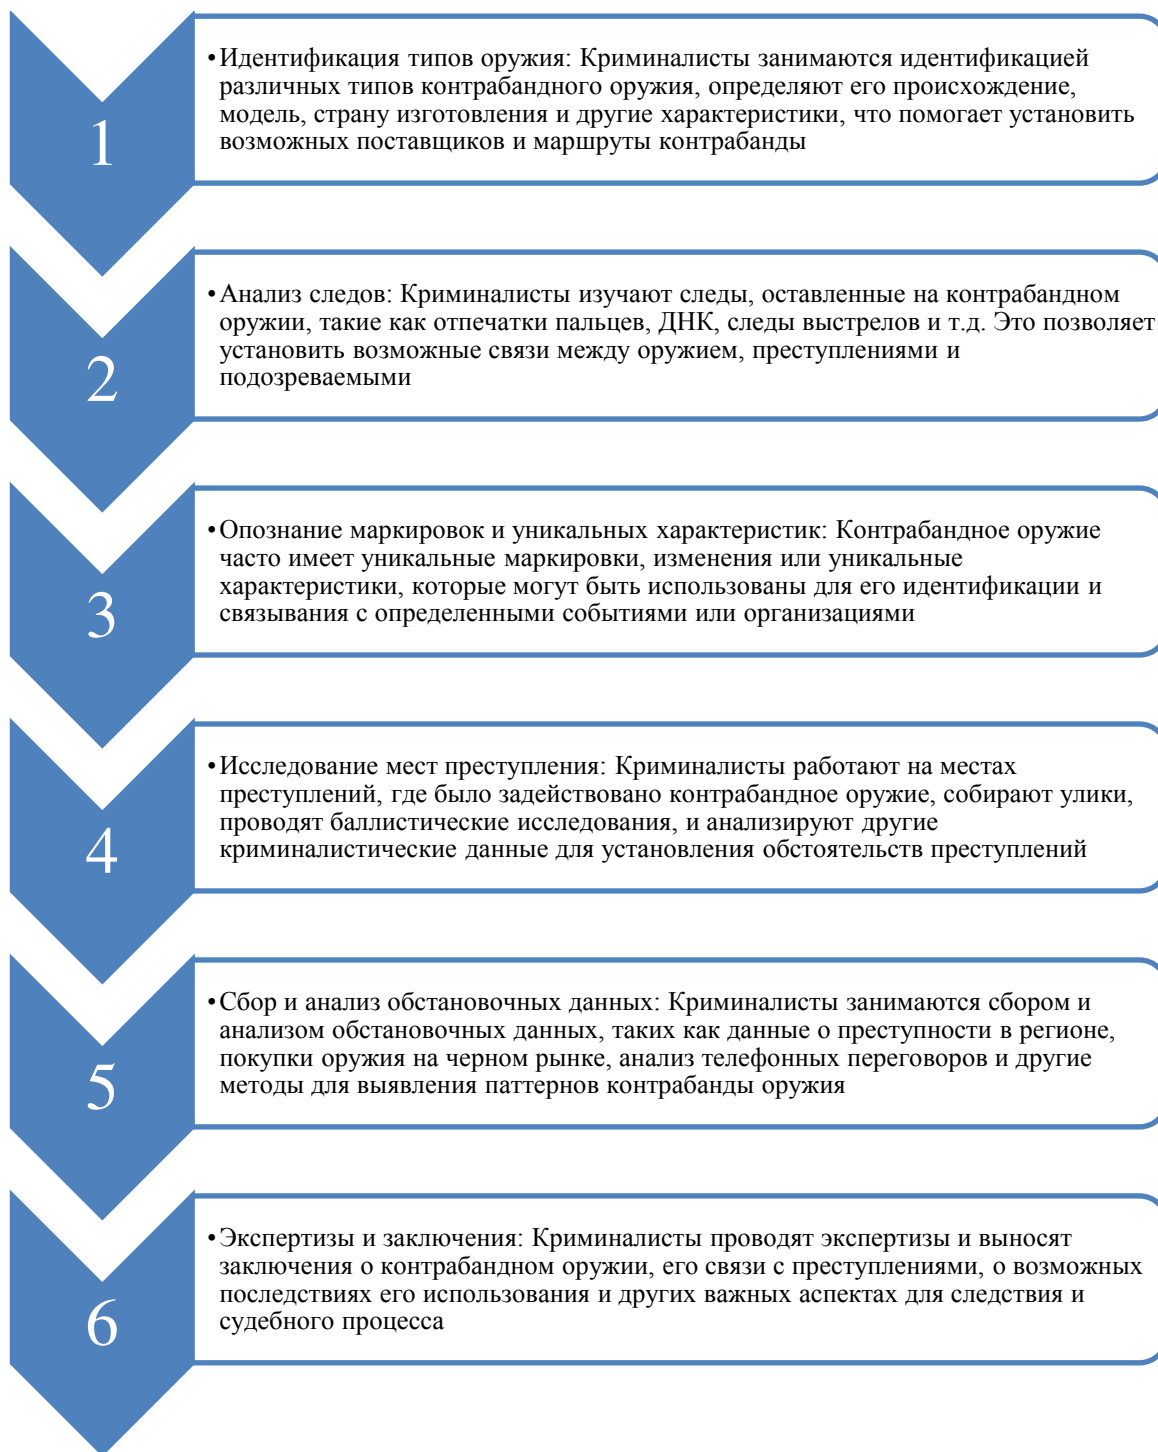 1
•Идентификация типов оружия: Криминалисты занимаются идентификацией
различных типов контрабандного оружия, определяют его происхождение,
модель, страну изготовления и другие характеристики, что помогает установить
возможных поставщиков и маршруты контрабанды
2
•Анализ следов: Криминалисты изучают следы, оставленные на контрабандном
оружии, такие как отпечатки пальцев, ДНК, следы выстрелов и т.д. Это позволяет
установить возможные связи между оружием, преступлениями и
подозреваемыми
3
•Опознание маркировок и уникальных характеристик: Контрабандное оружие
часто имеет уникальные маркировки, изменения или уникальные
характеристики, которые могут быть использованы для его идентификации и
связывания с определенными событиями или организациями
4
•Исследование мест преступления: Криминалисты работают на местах
преступлений, где было задействовано контрабандное оружие, собирают улики,
проводят баллистические исследования, и анализируют другие
криминалистические данные для установления обстоятельств преступлений
5
•Сбор и анализ обстановочных данных: Криминалисты занимаются сбором и
анализом обстановочных данных, таких как данные о преступности в регионе,
покупки оружия на черном рынке, анализ телефонных переговоров и другие
методы для выявления паттернов контрабанды оружия
6
•Экспертизы и заключения: Криминалисты проводят экспертизы и выносят
заключения о контрабандном оружии, его связи с преступлениями, о возможных
последствиях его использования и других важных аспектах для следствия и
судебного процесса